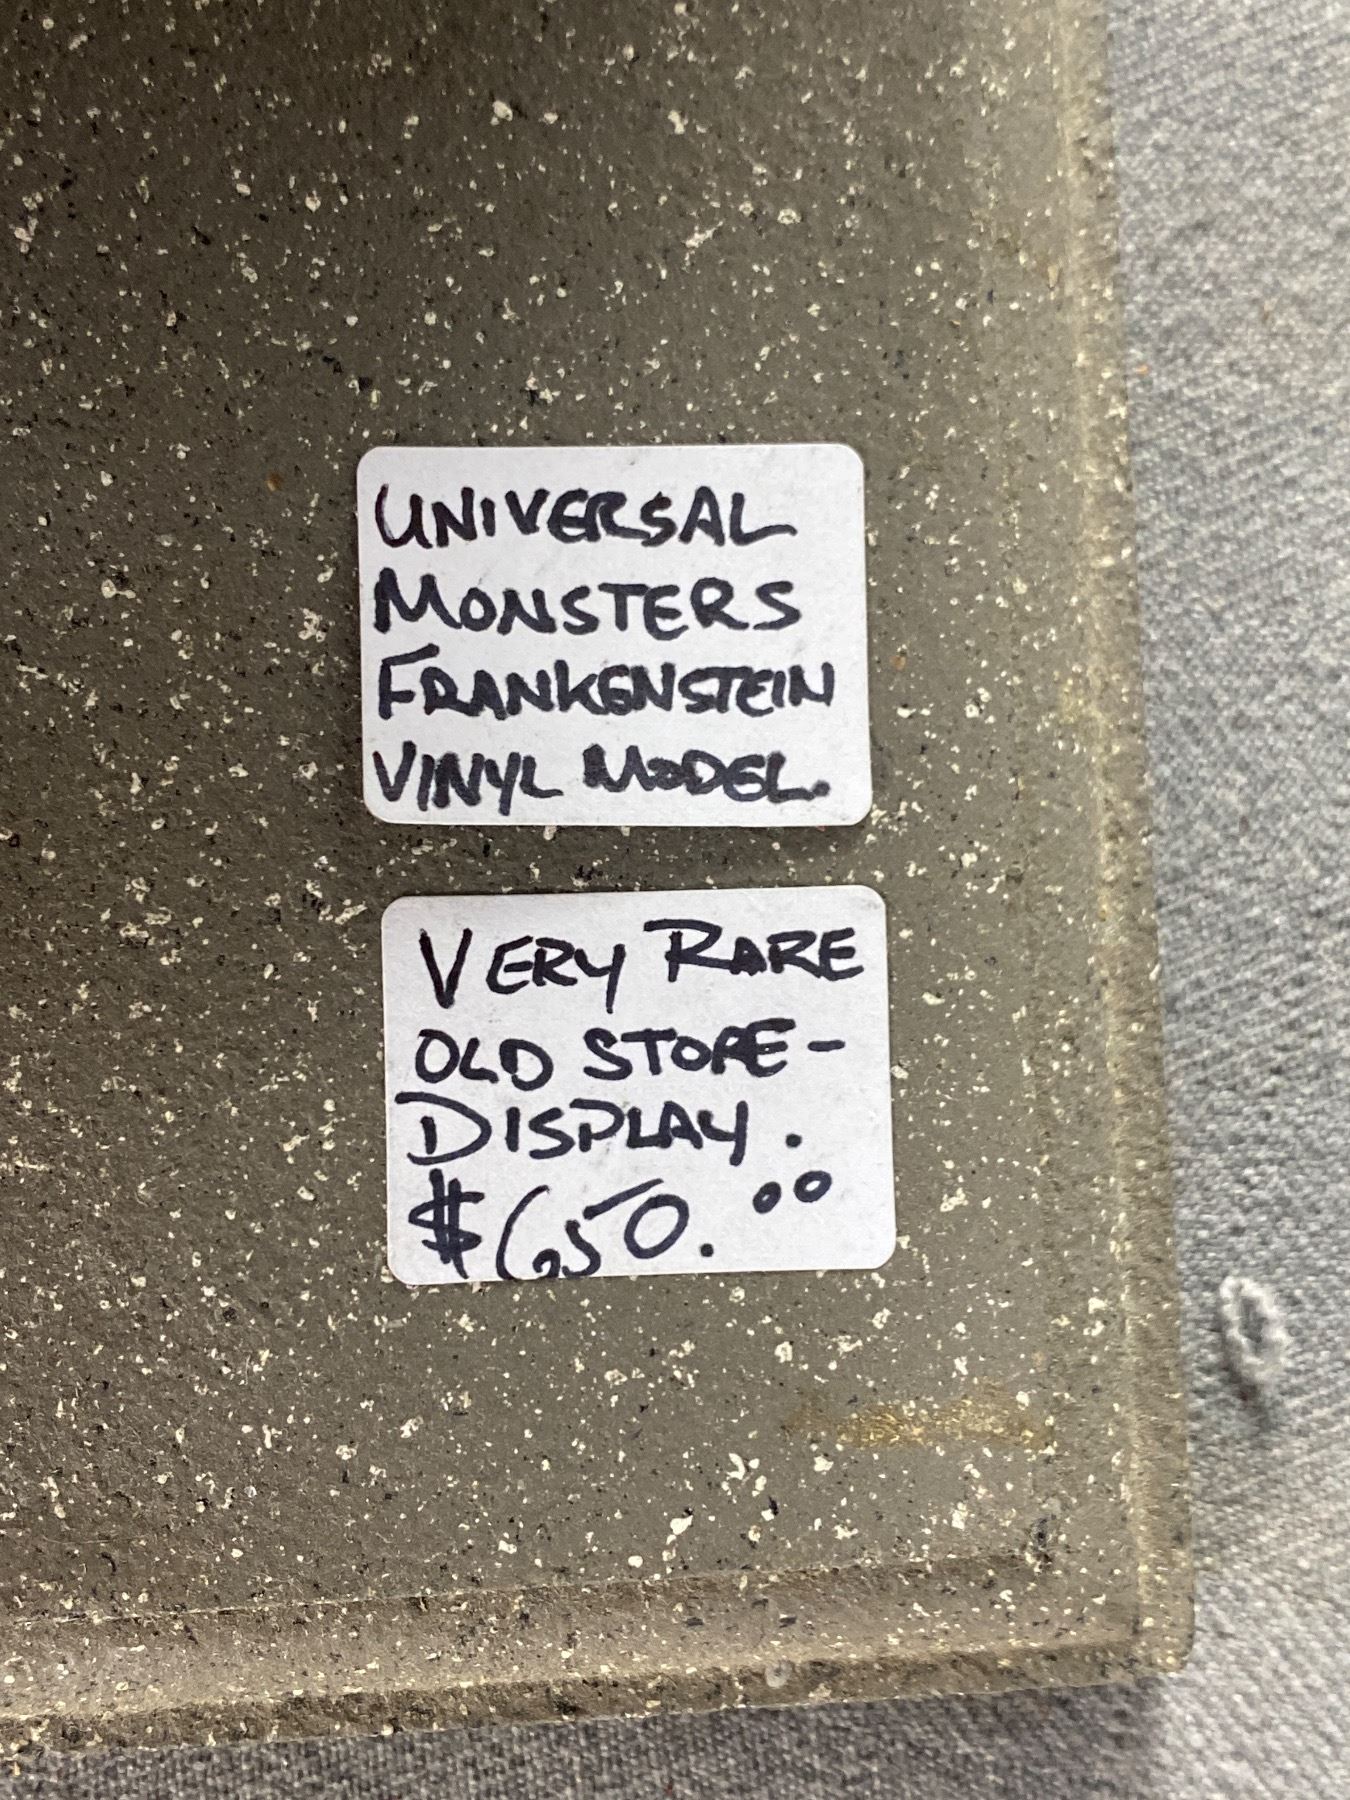 UNIVERSAL
MONSTERS
FRANKENSTEIN
VINYL MODEL.
VERY RARE
OLD STORE-
DISPLAY.
$650.00